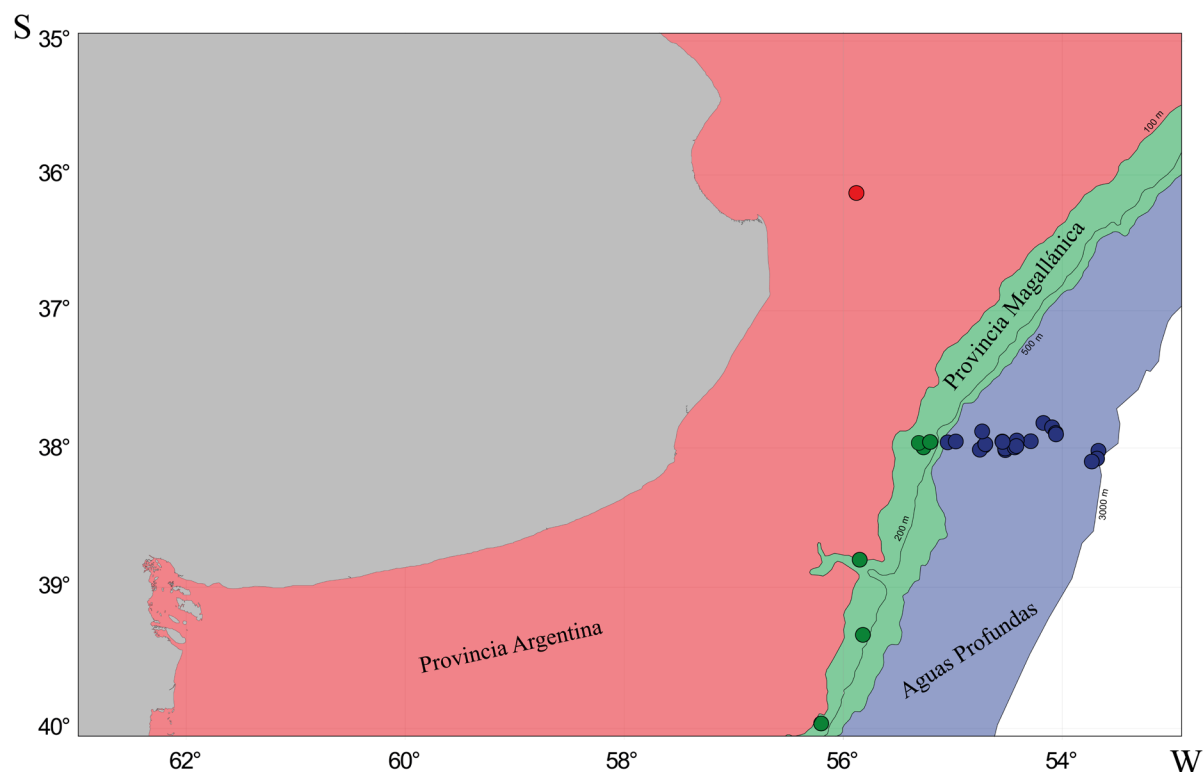 S
35°
36°
37°
38°
39°
40°
100 m
Provincia Magallánica
500 m
200 m
3000 m
Provincia Argentina
Aguas Profundas
62°
60°
58°
56°
54°
W